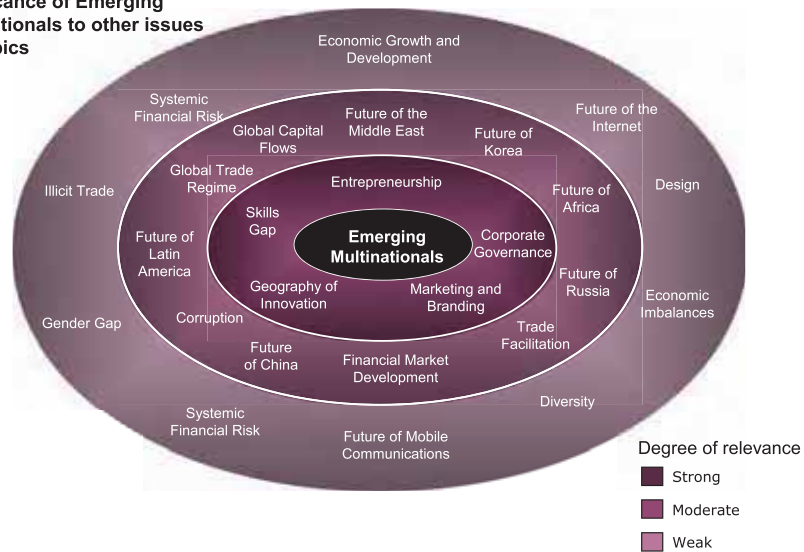 tionals to other issues
Economic Growth and
Development
Systemic
Financial Risk
Future of the
Middle East
Future of the
Internet
Global Capital
Flows
Future of
Korea
Global Trade
Regime
Entrepreneurship
Illicit Trade
Design
Future of
Africa
Skills
Gap
Emerging
Multinationals
Corporate
Governance
Future of
Latin
America
Future of
Russia
Geography of
Innovation
Marketing and
Branding
Economic
Imbalances
Gender Gap
Corruption
Trade
Facilitation
Future
of China
Financial Market
Development
Diversity
Systemic
Financial Risk
Future of Mobile
Communications
Degree of relevance
Strong
Moderate
Weak